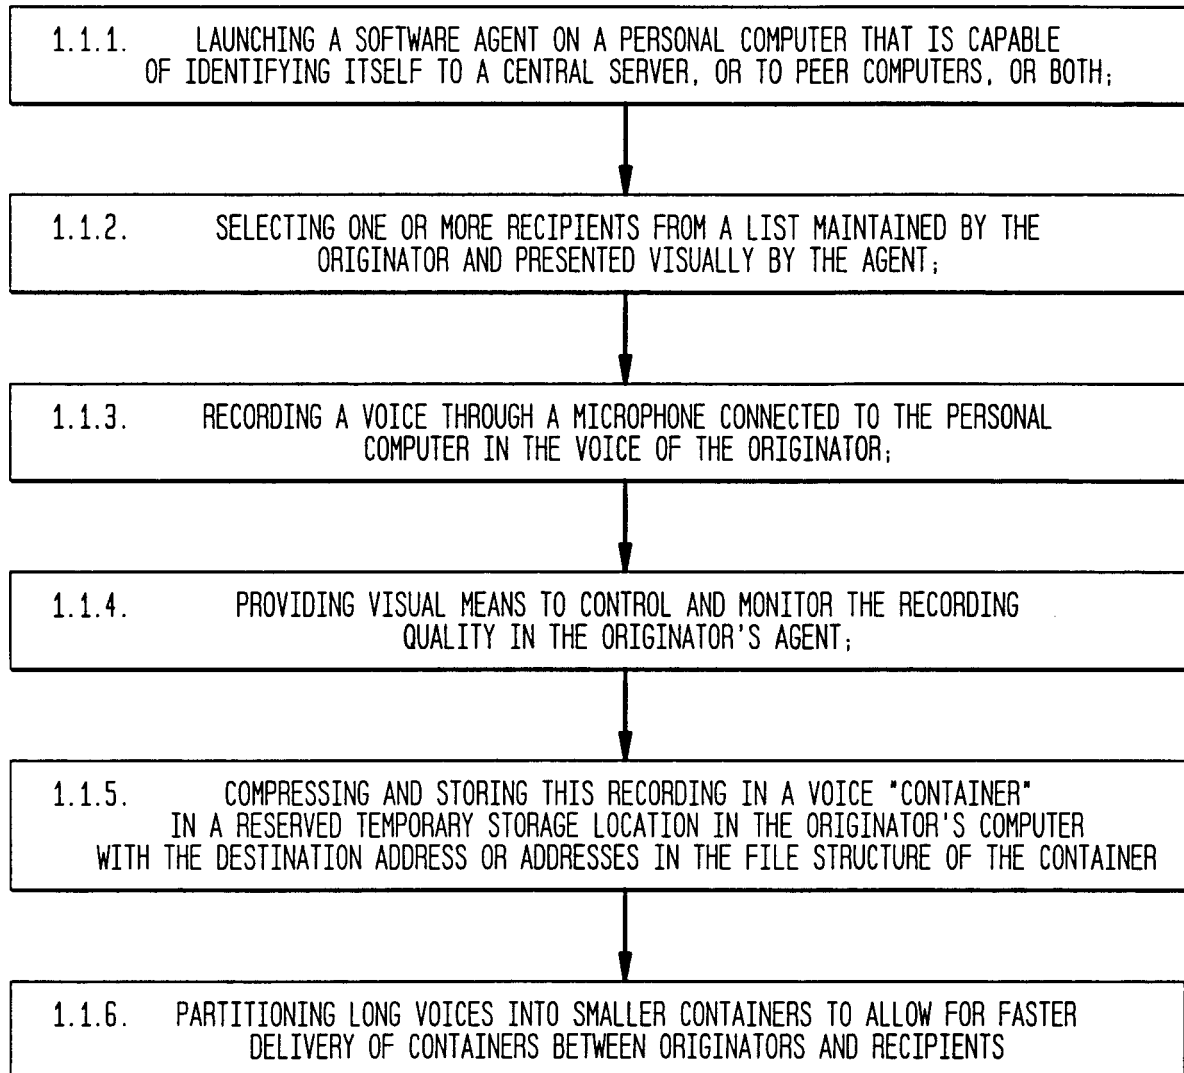 1.1.1. LAUNCHING A SOFTWARE AGENT ON A PERSONAL COMPUTER THAT IS CAPABLE
OF IDENTIFYING ITSELF TO A CENTRAL SERVER, OR TO PEER COMPUTERS, OR BOTH;
1.1.2. SELECTING ONE OR MORE RECIPIENTS FROM A LIST MAINTAINED BY THE
ORIGINATOR AND PRESENTED VISUALLY BY THE AGENT;
1.1.3. RECORDING A VOICE THROUGH A MICROPHONE CONNECTED TO THE PERSONAL
COMPUTER IN THE VOICE OF THE ORIGINATOR;
1.1.4. PROVIDING VISUAL MEANS TO CONTROL AND MONITOR THE RECORDING
QUALITY IN THE ORIGINATOR'S AGENT;
1.1.5. COMPRESSING AND STORING THIS RECORDING IN A VOICE "CONTAINER"
IN A RESERVED TEMPORARY STORAGE LOCATION IN THE ORIGINATOR'S COMPUTER
WITH THE DESTINATION ADDRESS OR ADDRESSES IN THE FILE STRUCTURE OF THE CONTAINER
1.1.6. PARTITIONING LONG VOICES INTO SMALLER CONTAINERS TO ALLOW FOR FASTER
DELIVERY OF CONTAINERS BETWEEN ORIGINATORS AND RECIPIENTS